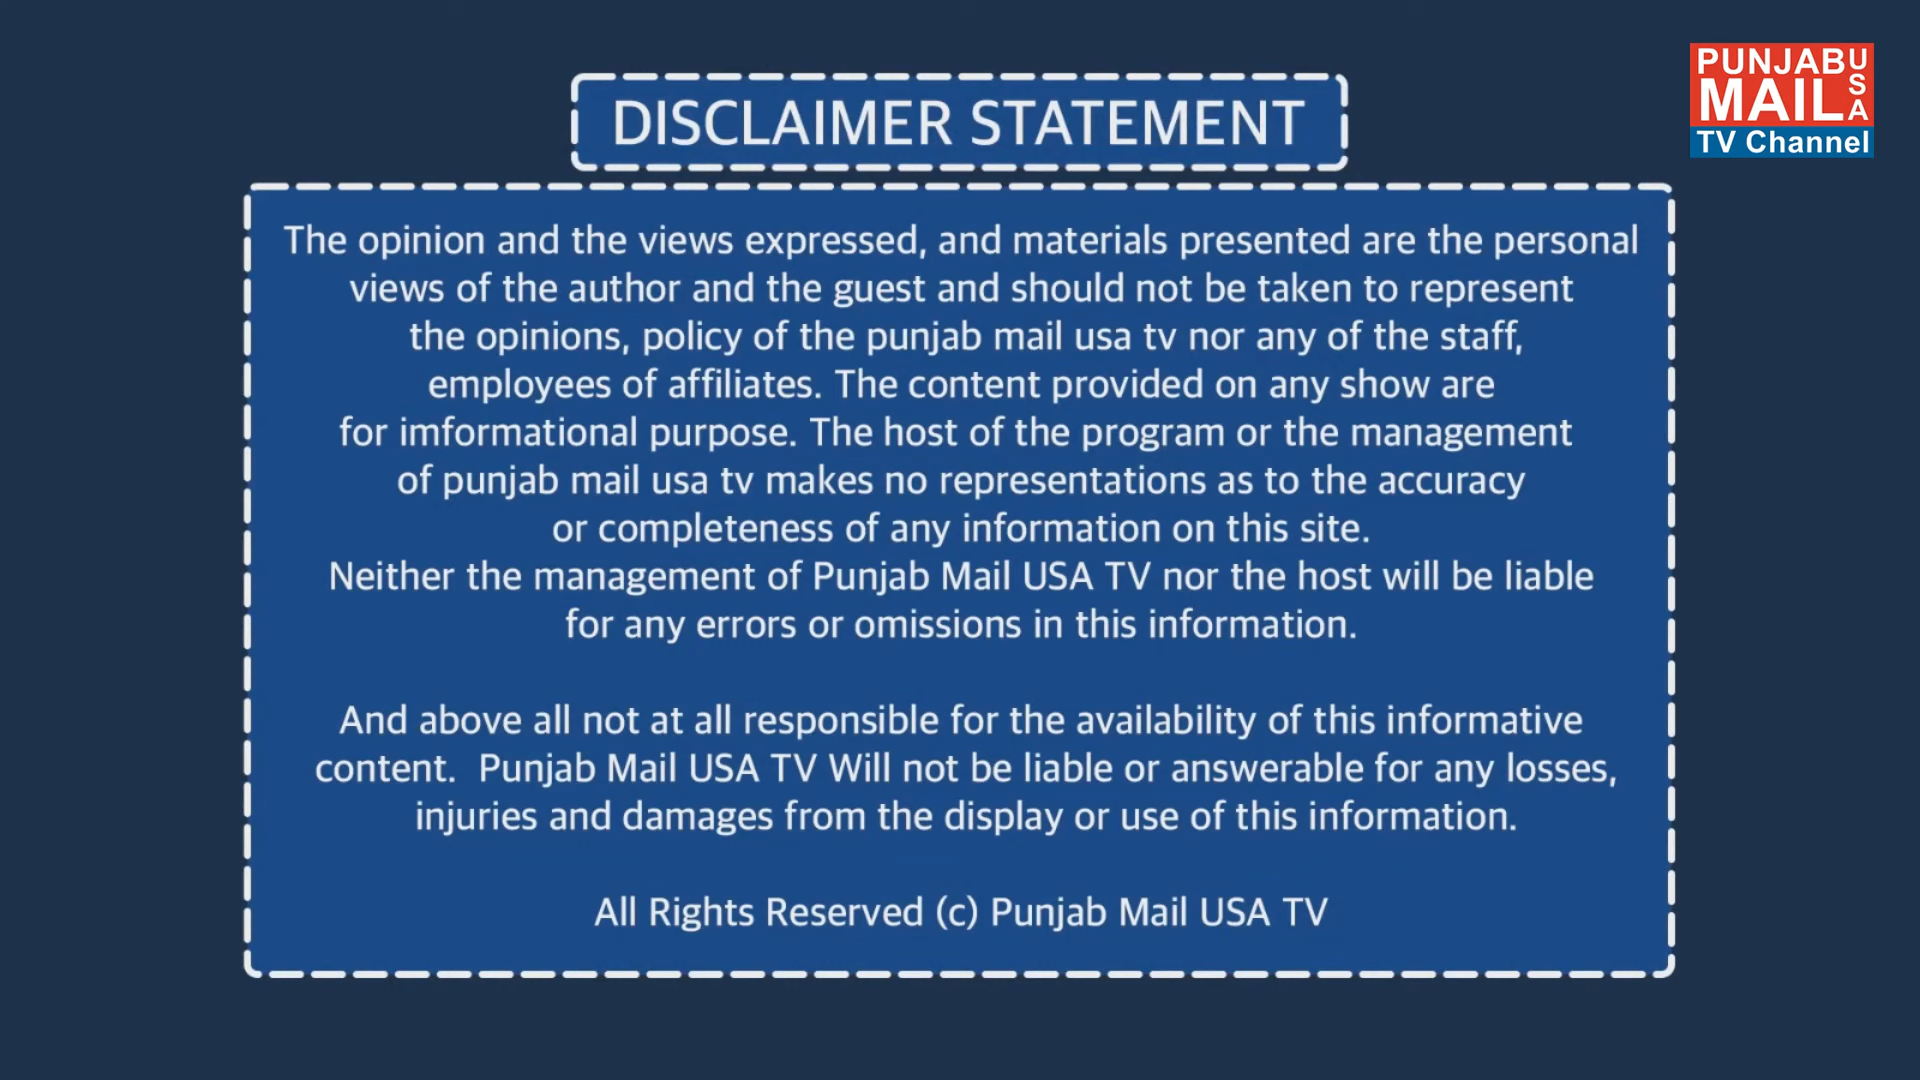 PUNJAB USA
MAIL
TV Channel
DISCLAIMER STATEMENT
The opinion and the views expressed, and materials presented are the personal
views of the author and the guest and should not be taken to represent
the opinions, policy of the punjab mail usa tv nor any of the staff,
employees of affiliates. The content provided on any show are
for imformational purpose. The host of the program or the management
of punjab mail usa tv makes no representations as to the accuracy
or completeness of any information on this site.
Neither the management of Punjab Mail USA TV nor the host will be liable
for any errors or omissions in this information.
And above all not at all responsible for the availability of this informative
content.  Punjab Mail USA TV Will not be liable or answerable for any losses,
injuries and damages from the display or use of this information.
All Rights Reserved (c) Punjab Mail USA TV